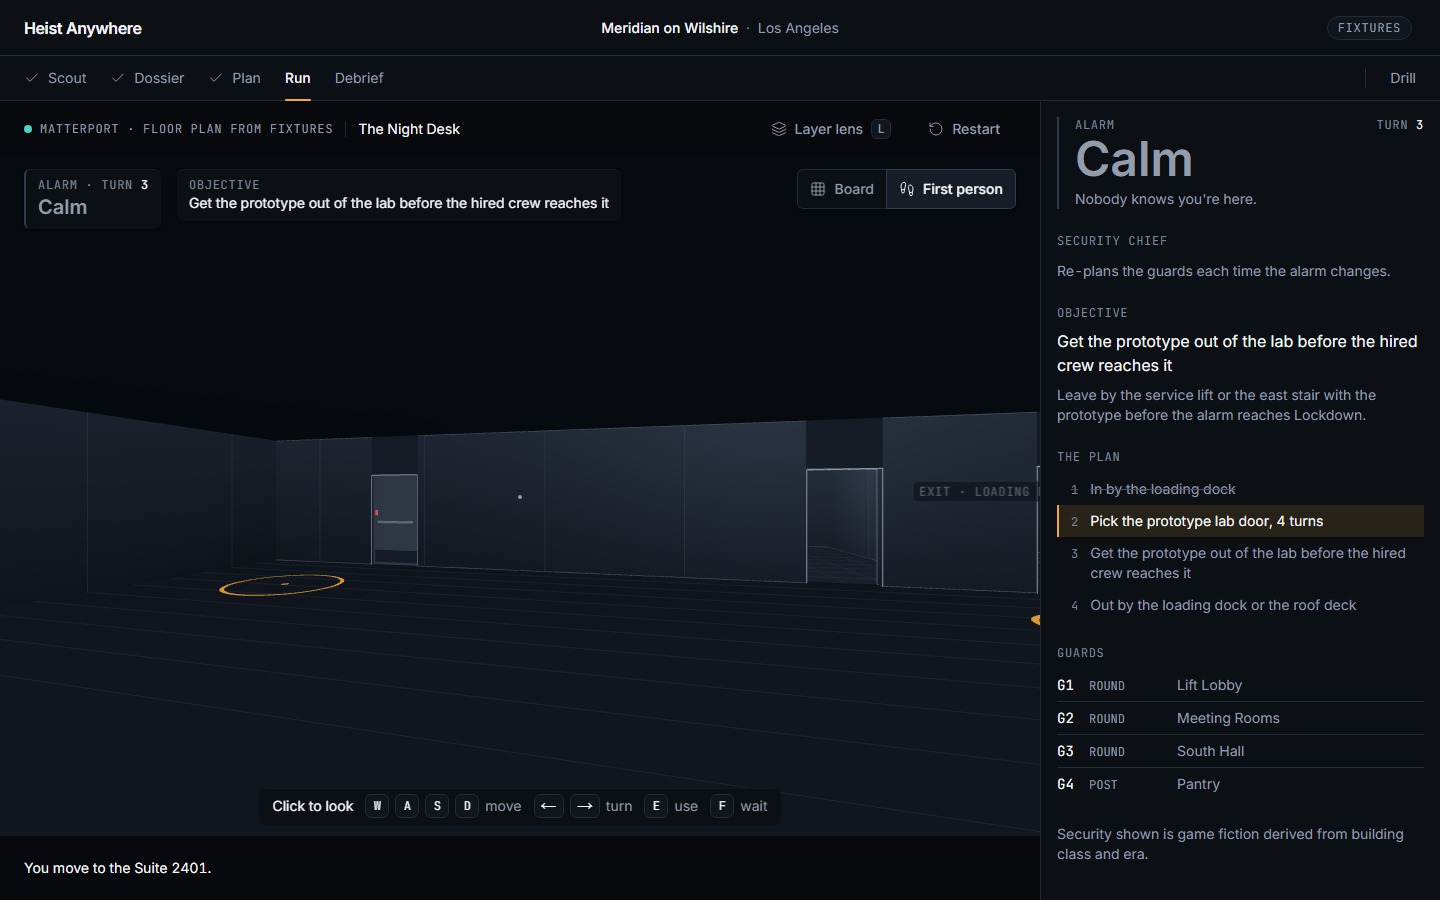 Heist Anywhere
Meridian on Wilshire · Los Angeles
FIXTURES
Scout
Dossier
Plan
Run
Debrief
Drill
MATTERPORT · FLOOR PLAN FROM FIXTURES
The Night Desk
Layer lens L
Restart
ALARM · TURN 3
Calm
OBJECTIVE
Get the prototype out of the lab before the hired crew reaches it
Board
First person
EXIT · LOADING
Click to look W A S D move ← → turn E use F wait
You move to the Suite 2401.
ALARM
TURN 3
Calm
Nobody knows you're here.
SECURITY CHIEF
Re-plans the guards each time the alarm changes.
OBJECTIVE
Get the prototype out of the lab before the hired
crew reaches it
Leave by the service lift or the east stair with the
prototype before the alarm reaches Lockdown.
THE PLAN
1 In by the loading dock
2 Pick the prototype lab door, 4 turns
3 Get the prototype out of the lab before the hired
crew reaches it
4 Out by the loading dock or the roof deck
GUARDS
G1 ROUND Lift Lobby
G2 ROUND Meeting Rooms
G3 ROUND South Hall
G4 POST Pantry
Security shown is game fiction derived from building
class and era.